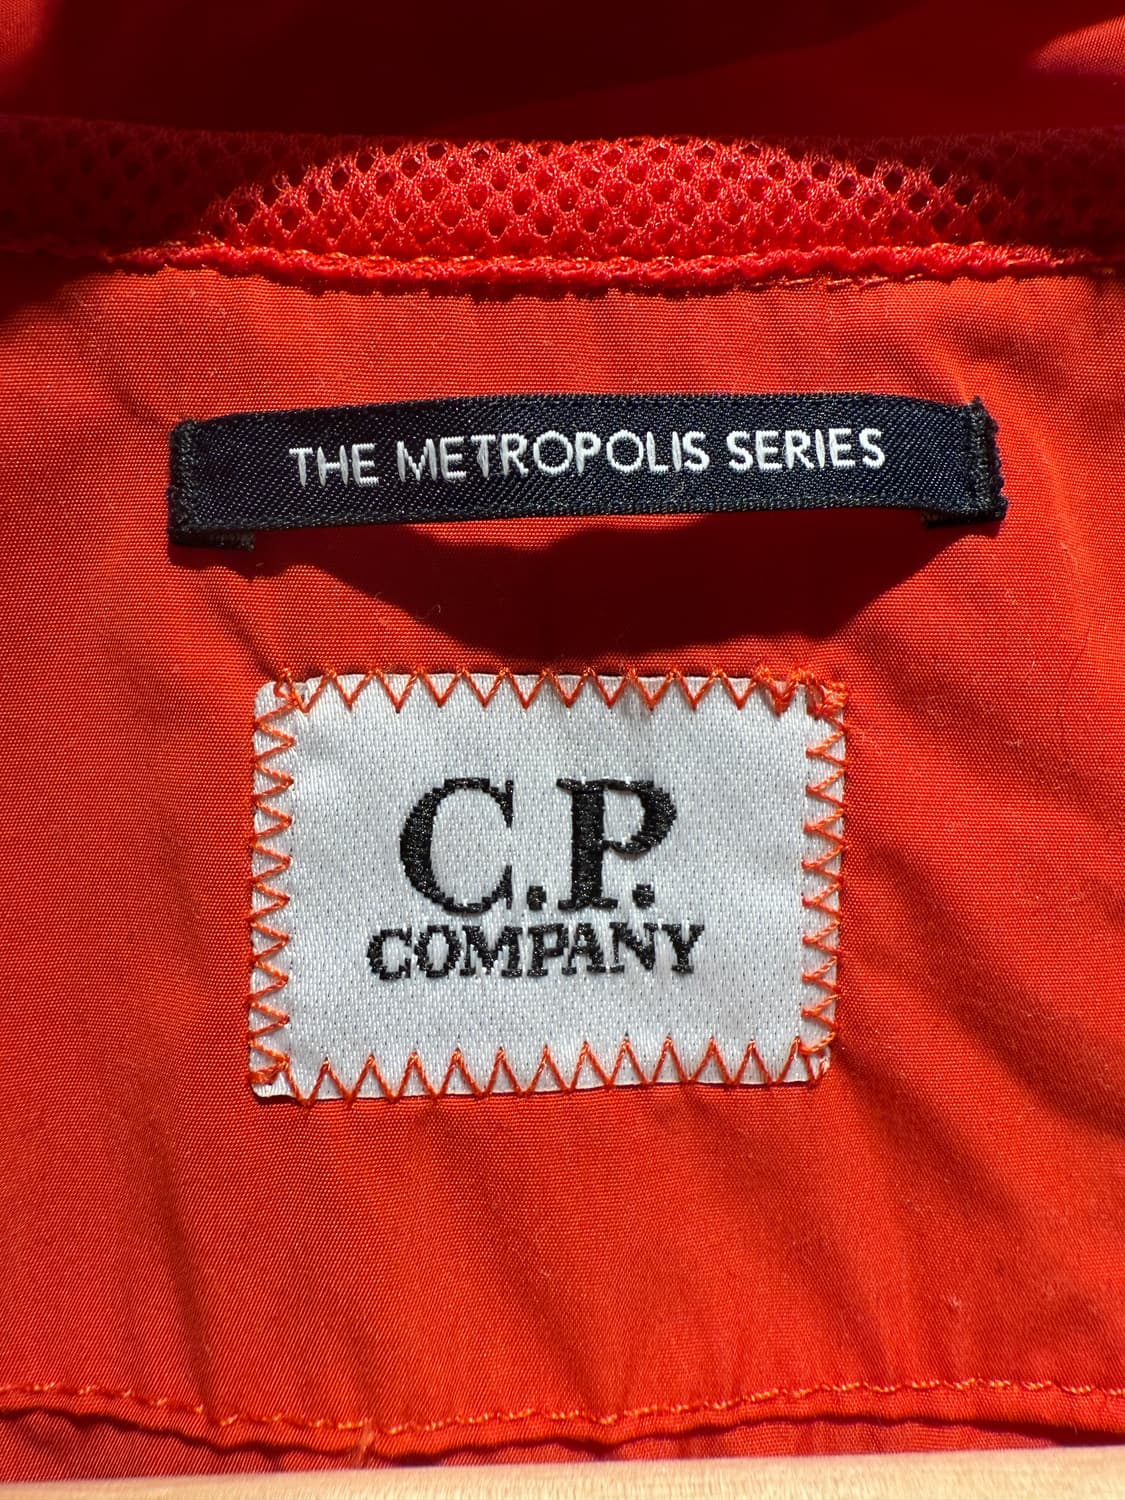 THE METROPOLIS SERIES
C.P.
COMPANY